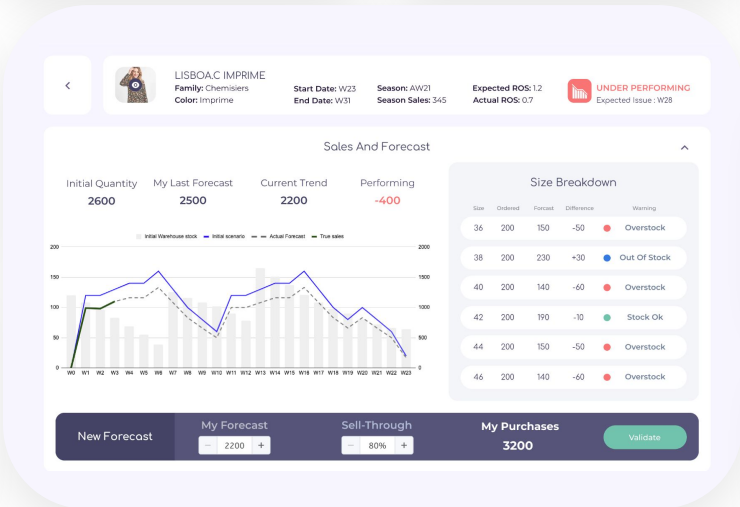 LISBOA.C IMPRIME
Family: Chemisiers
Color: Imprime
Start Date: W23
End Date: W31
Season: AW21
Season Sales: 345
Expected ROS: 1.2
Actual ROS: 0.7
UNDER PERFORMING
Expected Issue : W28
Sales And Forecast
Initial Quantity
2600
My Last Forecast
2500
Current Trend
2200
Performing
-400
Initial Warehouse stock Initial scenario Actual Forecast True sales
200 2000
150 1500
100 1000
50 500
0 0
W0 W1 W2 W3 W4 W5 W6 W7 W8 W9 W10 W11 W12 W13 W14 W15 W16 W17 W18 W19 W20 W21 W22 W23
Size Breakdown
Size Ordered Forcast Difference Warning
36 200 150 -50 Overstock
38 200 230 +30 Out Of Stock
40 200 140 -60 Overstock
42 200 190 -10 Stock Ok
44 200 150 -50 Overstock
46 200 140 -60 Overstock
New Forecast
My Forecast
− 2200 +
Sell-Through
− 80% +
My Purchases
3200
Validate